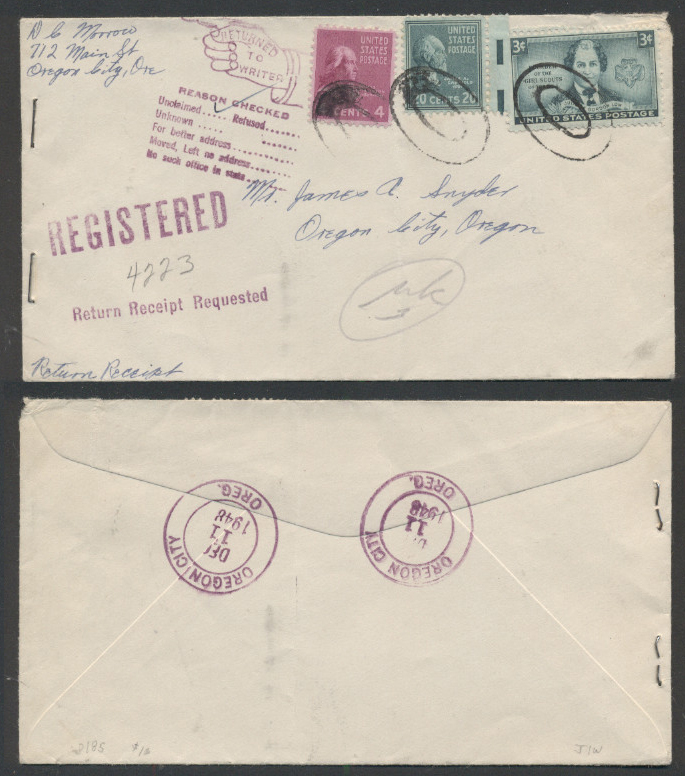 D C Morrow
712 Main St
Oregon City, Ore
RETURNED
TO
WRITER
REASON CHECKED
Unclaimed..... Refused.......
Unknown .....
For better address.........
Moved, Left no address......
No such office in state......
UNITED
STATES
POSTAGE
CENTS 4
UNITED
STATES
POSTAGE
20 CENTS 20
3¢ 3¢
OF THE
GIRL SCOUTS
UNITED STATES POSTAGE
Mr. James A. Snyder
Oregon City, Oregon
REGISTERED
4223
Return Receipt Requested
Return Receipt
OREGON CITY
DEC
11
1948
OREG.
OREGON CITY
11
1948
OREG.
J/W